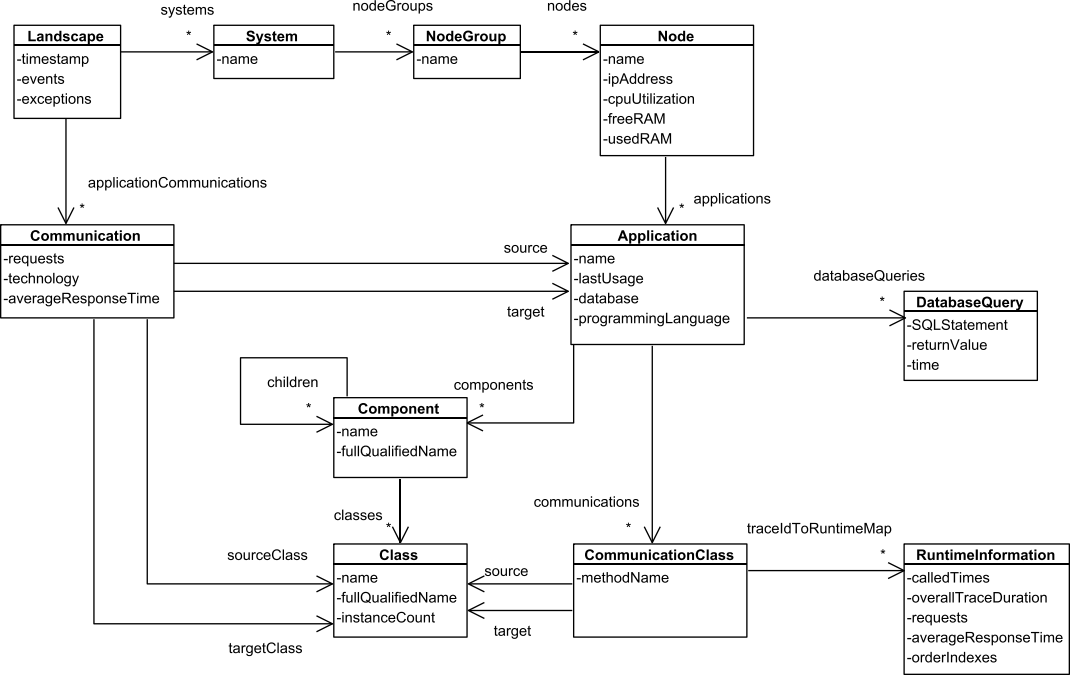 systems
nodeGroups
nodes
*
*
*
Landscape
-timestamp
-events
-exceptions
System
-name
NodeGroup
-name
Node
-name
-ipAddress
-cpuUtilization
-freeRAM
-usedRAM
applicationCommunications
*
applications
*
Communication
-requests
-technology
-averageResponseTime
source
target
Application
-name
-lastUsage
-database
-programmingLanguage
databaseQueries
*
DatabaseQuery
-SQLStatement
-returnValue
-time
children
*
components
*
Component
-name
-fullQualifiedName
classes
*
communications
*
traceIdToRuntimeMap
*
sourceClass
targetClass
Class
-name
-fullQualifiedName
-instanceCount
source
target
CommunicationClass
-methodName
RuntimeInformation
-calledTimes
-overallTraceDuration
-requests
-averageResponseTime
-orderIndexes